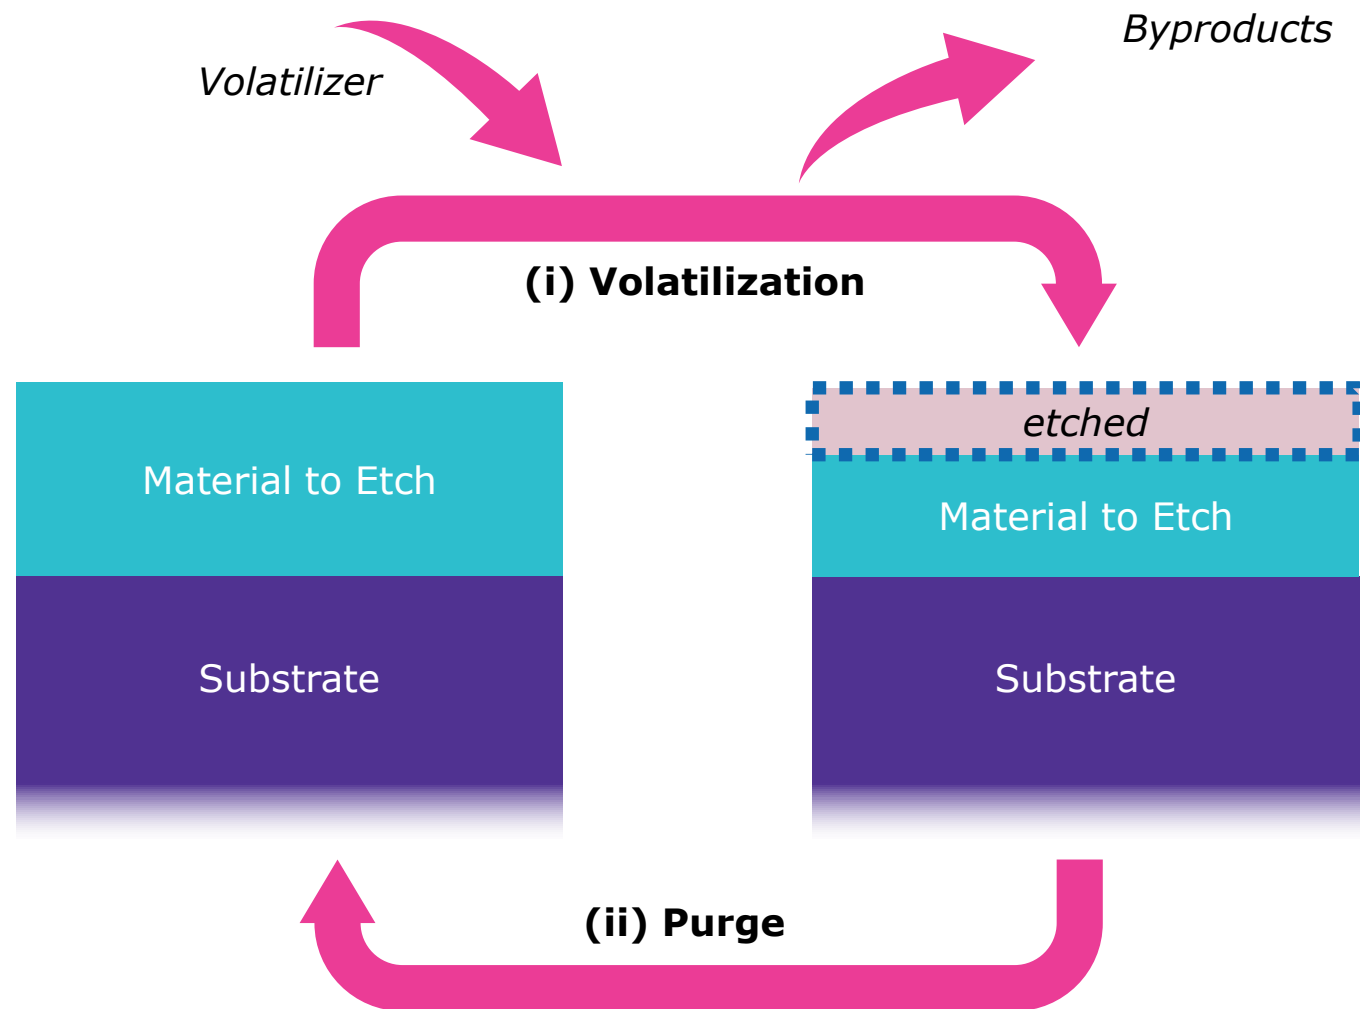 Byproducts
Volatilizer
(i) Volatilization
etched
Material to Etch
Material to Etch
Substrate
Substrate
(ii) Purge